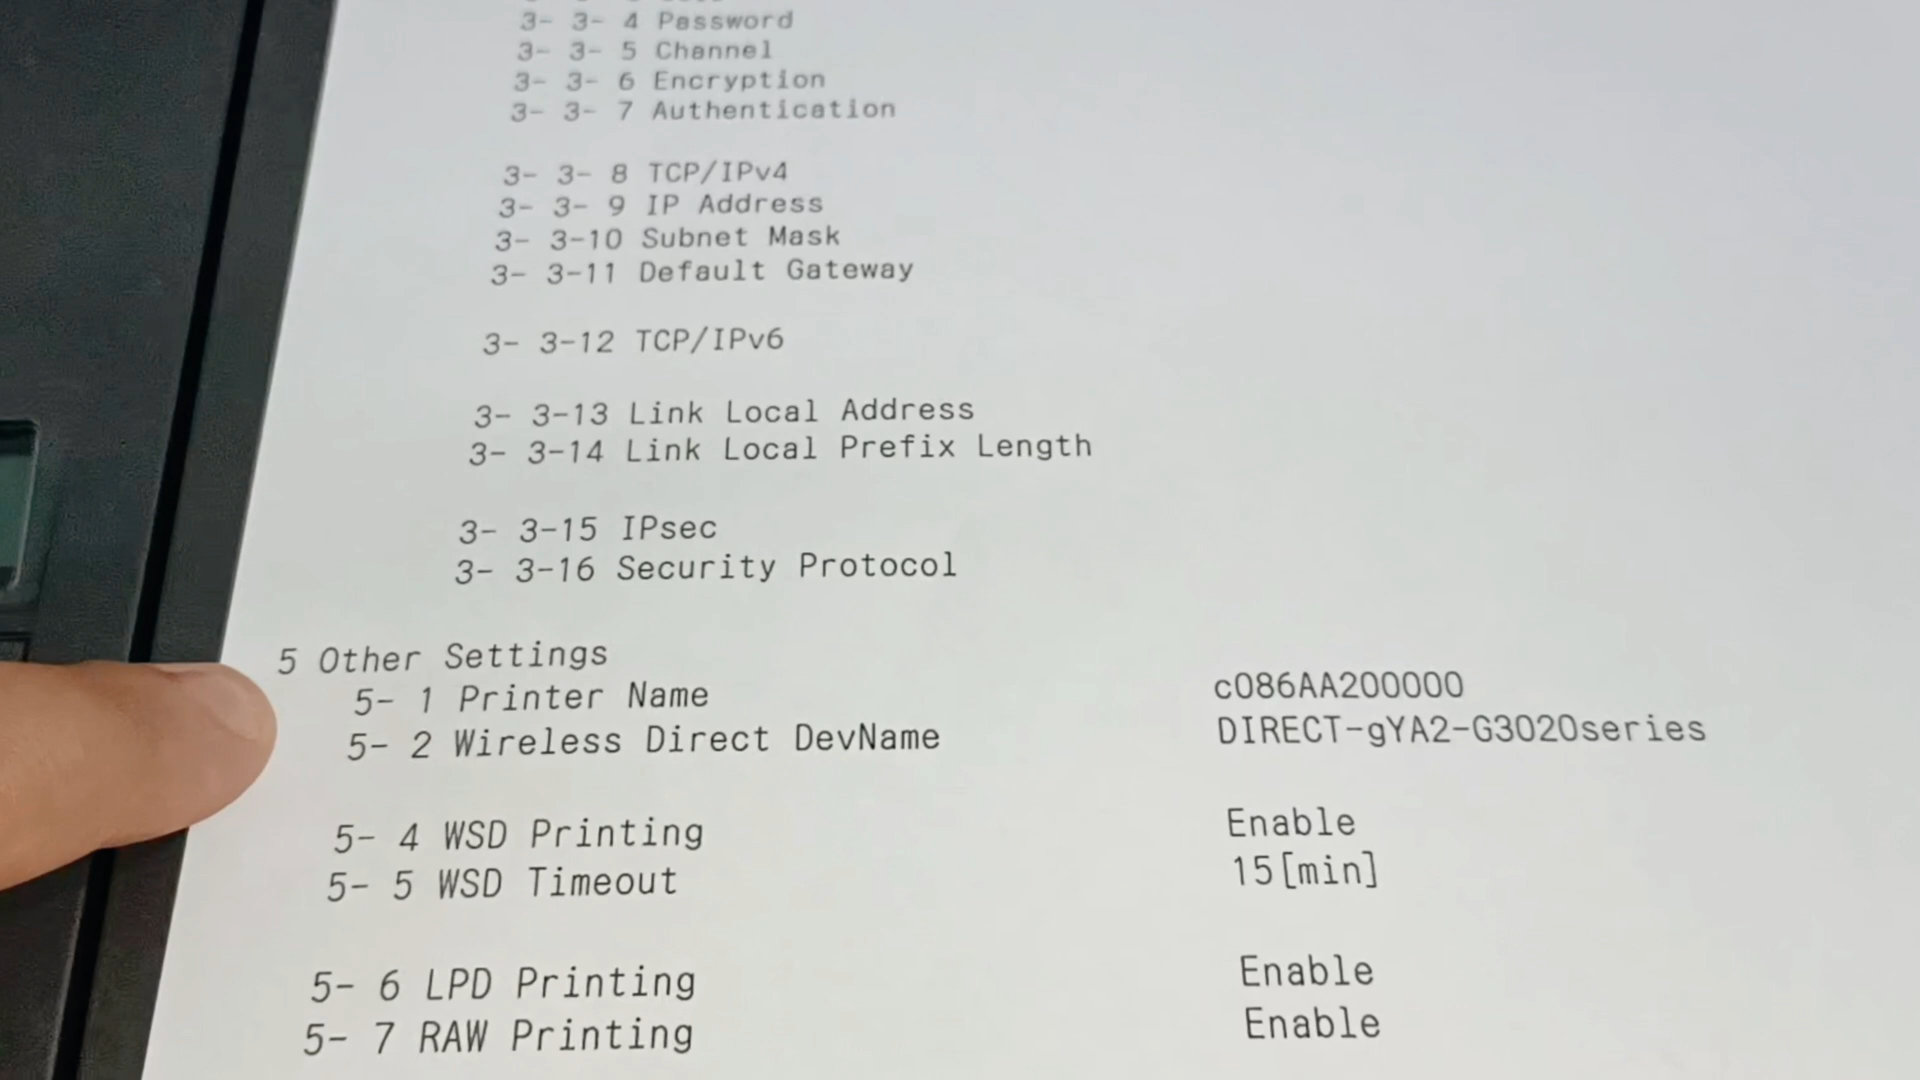 3- 3- 4 Password
3- 3- 5 Channel
3- 3- 6 Encryption
3- 3- 7 Authentication
3- 3- 8 TCP/IPv4
3- 3- 9 IP Address
3- 3-10 Subnet Mask
3- 3-11 Default Gateway
3- 3-12 TCP/IPv6
3- 3-13 Link Local Address
3- 3-14 Link Local Prefix Length
3- 3-15 IPsec
3- 3-16 Security Protocol
5 Other Settings
5- 1 Printer Name c086AA200000
5- 2 Wireless Direct DevName DIRECT-gYA2-G3020series
5- 4 WSD Printing Enable
5- 5 WSD Timeout 15[min]
5- 6 LPD Printing Enable
5- 7 RAW Printing Enable